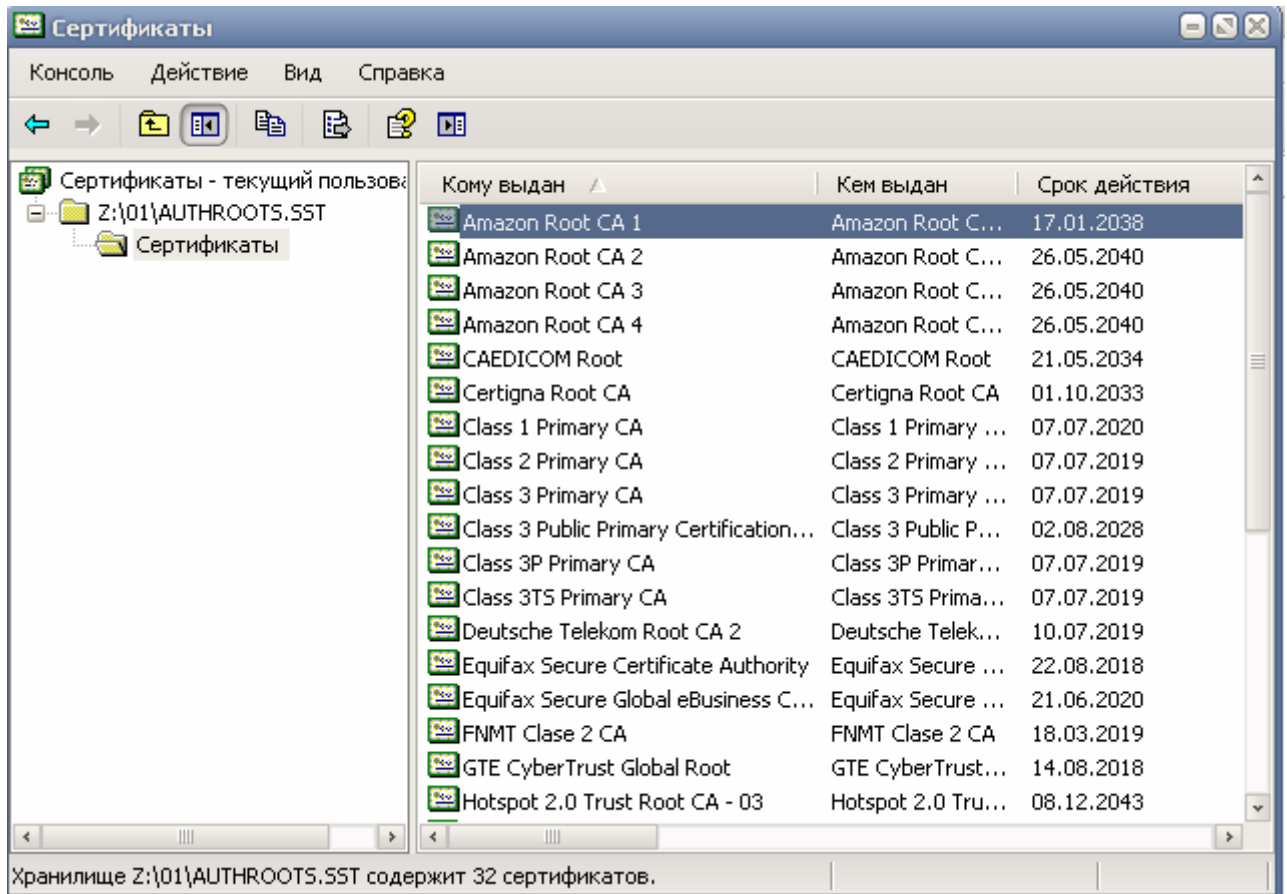 Сертификаты
Консоль Действие Вид Справка
Сертификаты - текущий пользова
Z:\01\AUTHROOTS.SST
Сертификаты
Кому выдан Кем выдан Срок действия
Amazon Root CA 1 Amazon Root C... 17.01.2038
Amazon Root CA 2 Amazon Root C... 26.05.2040
Amazon Root CA 3 Amazon Root C... 26.05.2040
Amazon Root CA 4 Amazon Root C... 26.05.2040
CAEDICOM Root CAEDICOM Root 21.05.2034
Certigna Root CA Certigna Root CA 01.10.2033
Class 1 Primary CA Class 1 Primary ... 07.07.2020
Class 2 Primary CA Class 2 Primary ... 07.07.2019
Class 3 Primary CA Class 3 Primary ... 07.07.2019
Class 3 Public Primary Certification... Class 3 Public P... 02.08.2028
Class 3P Primary CA Class 3P Primar... 07.07.2019
Class 3TS Primary CA Class 3TS Prima... 07.07.2019
Deutsche Telekom Root CA 2 Deutsche Telek... 10.07.2019
Equifax Secure Certificate Authority Equifax Secure ... 22.08.2018
Equifax Secure Global eBusiness C... Equifax Secure ... 21.06.2020
FNMT Clase 2 CA FNMT Clase 2 CA 18.03.2019
GTE CyberTrust Global Root GTE CyberTrust... 14.08.2018
Hotspot 2.0 Trust Root CA - 03 Hotspot 2.0 Tru... 08.12.2043
Хранилище Z:\01\AUTHROOTS.SST содержит 32 сертификатов.